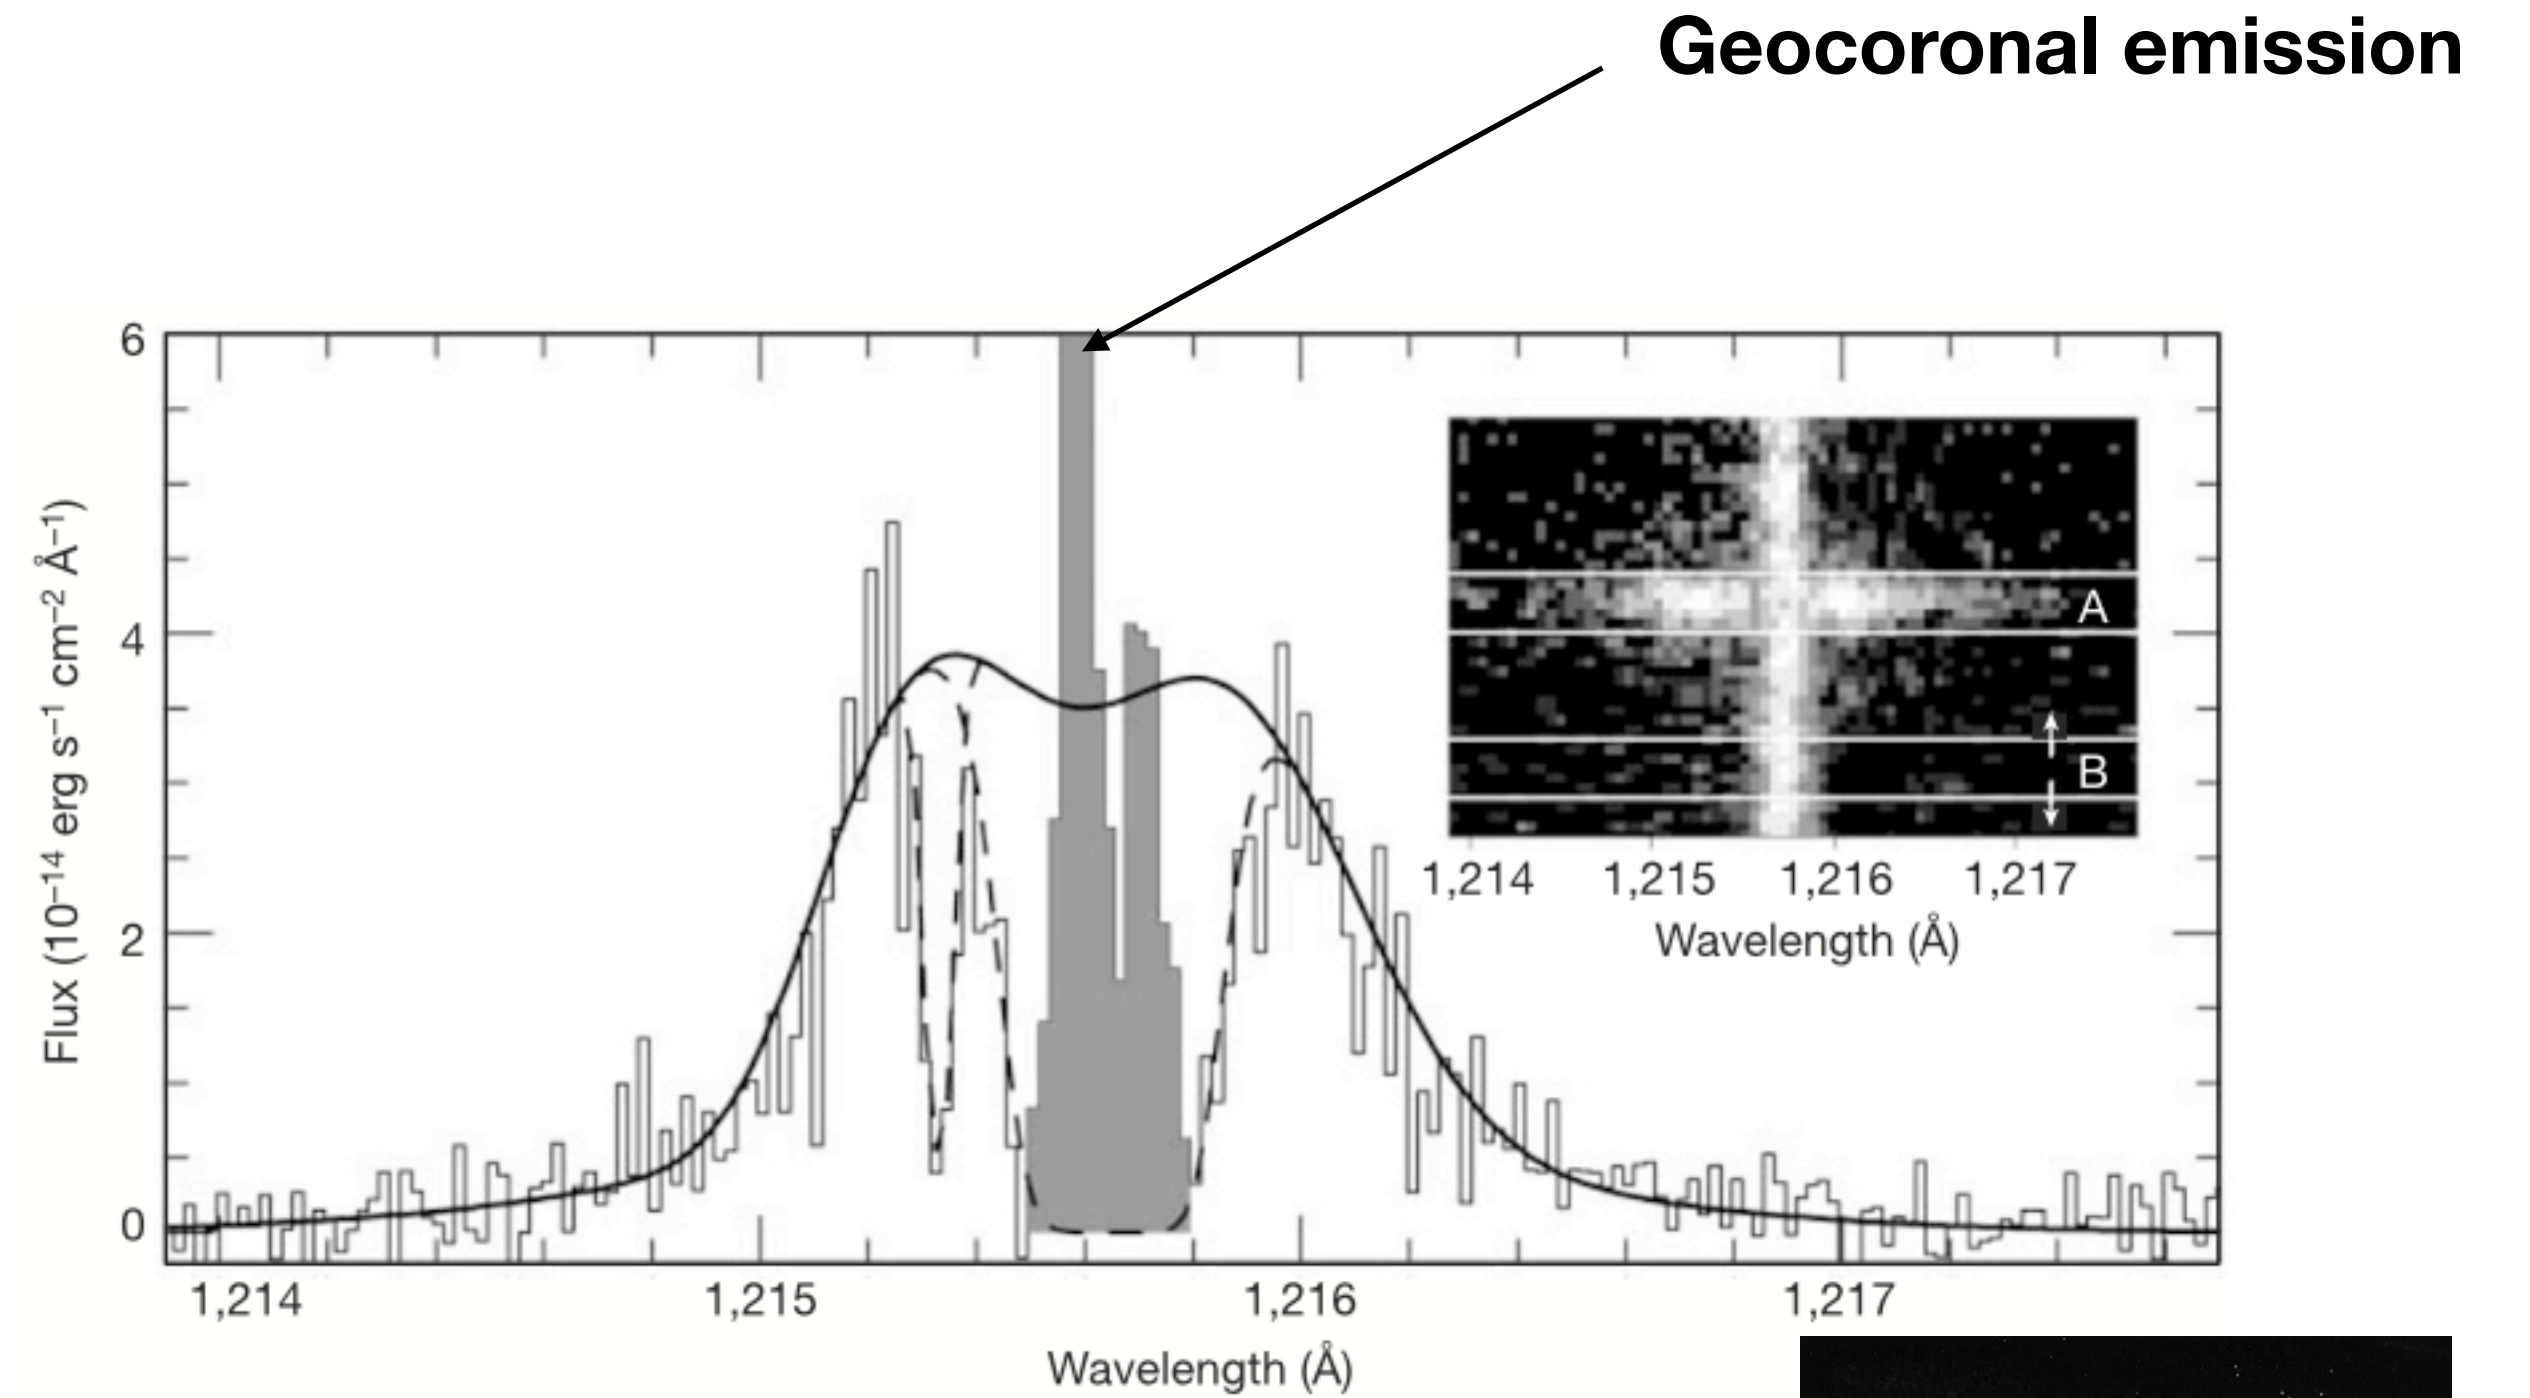 Geocoronal emission
6
4
2
0
Flux (10⁻¹⁴ erg s⁻¹ cm⁻² Å⁻¹)
A
B
1,214 1,215 1,216 1,217
Wavelength (Å)
1,214 1,215 1,216 1,217
Wavelength (Å)